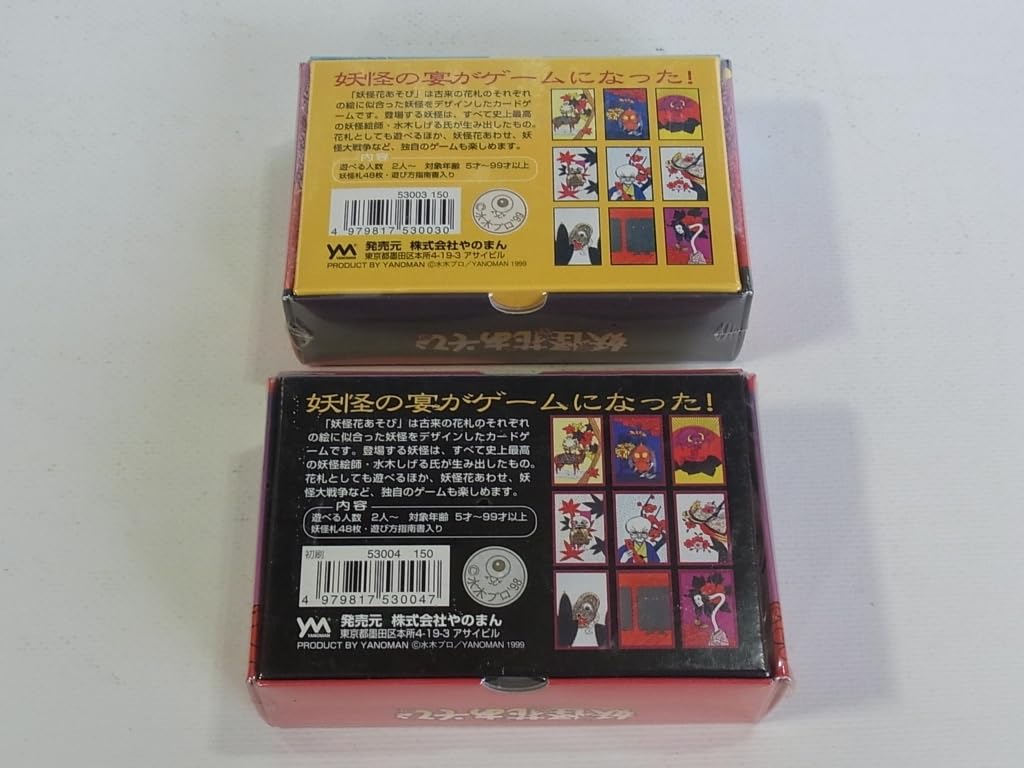 妖怪の宴がゲームになった!
「妖怪花あそび」は古来の花札のそれぞれ
の絵に似合った妖怪をデザインしたカードゲ
ームです。登場する妖怪は、すべて史上最高
の妖怪絵師・水木しげる氏が生み出したもの。
花札としても遊べるほか、妖怪花あわせ、妖
怪大戦争など、独自のゲームも楽しめます。
内容
遊べる人数 2人〜 対象年齢 5才〜99才以上
妖怪札48枚・遊び方指南書入り
53003 150
4 979817 530030
©水木プロ'99
YM 発売元 株式会社やのまん
YANOMAN 東京都墨田区本所4-19-3 アサイビル
PRODUCT BY YANOMAN ©水木プロ/YANOMAN 1999
妖怪花あそび
妖怪の宴がゲームになった!
「妖怪花あそび」は古来の花札のそれぞれ
の絵に似合った妖怪をデザインしたカードゲ
ームです。登場する妖怪は、すべて史上最高
の妖怪絵師・水木しげる氏が生み出したもの。
花札としても遊べるほか、妖怪花あわせ、妖
怪大戦争など、独自のゲームも楽しめます。
内容
遊べる人数 2人〜 対象年齢 5才〜99才以上
妖怪札48枚・遊び方指南書入り
初刷 53004 150
4 979817 530047
©水木プロ'98
YM 発売元 株式会社やのまん
YANOMAN 東京都墨田区本所4-19-3 アサイビル
PRODUCT BY YANOMAN ©水木プロ/YANOMAN 1999
妖怪花あそび